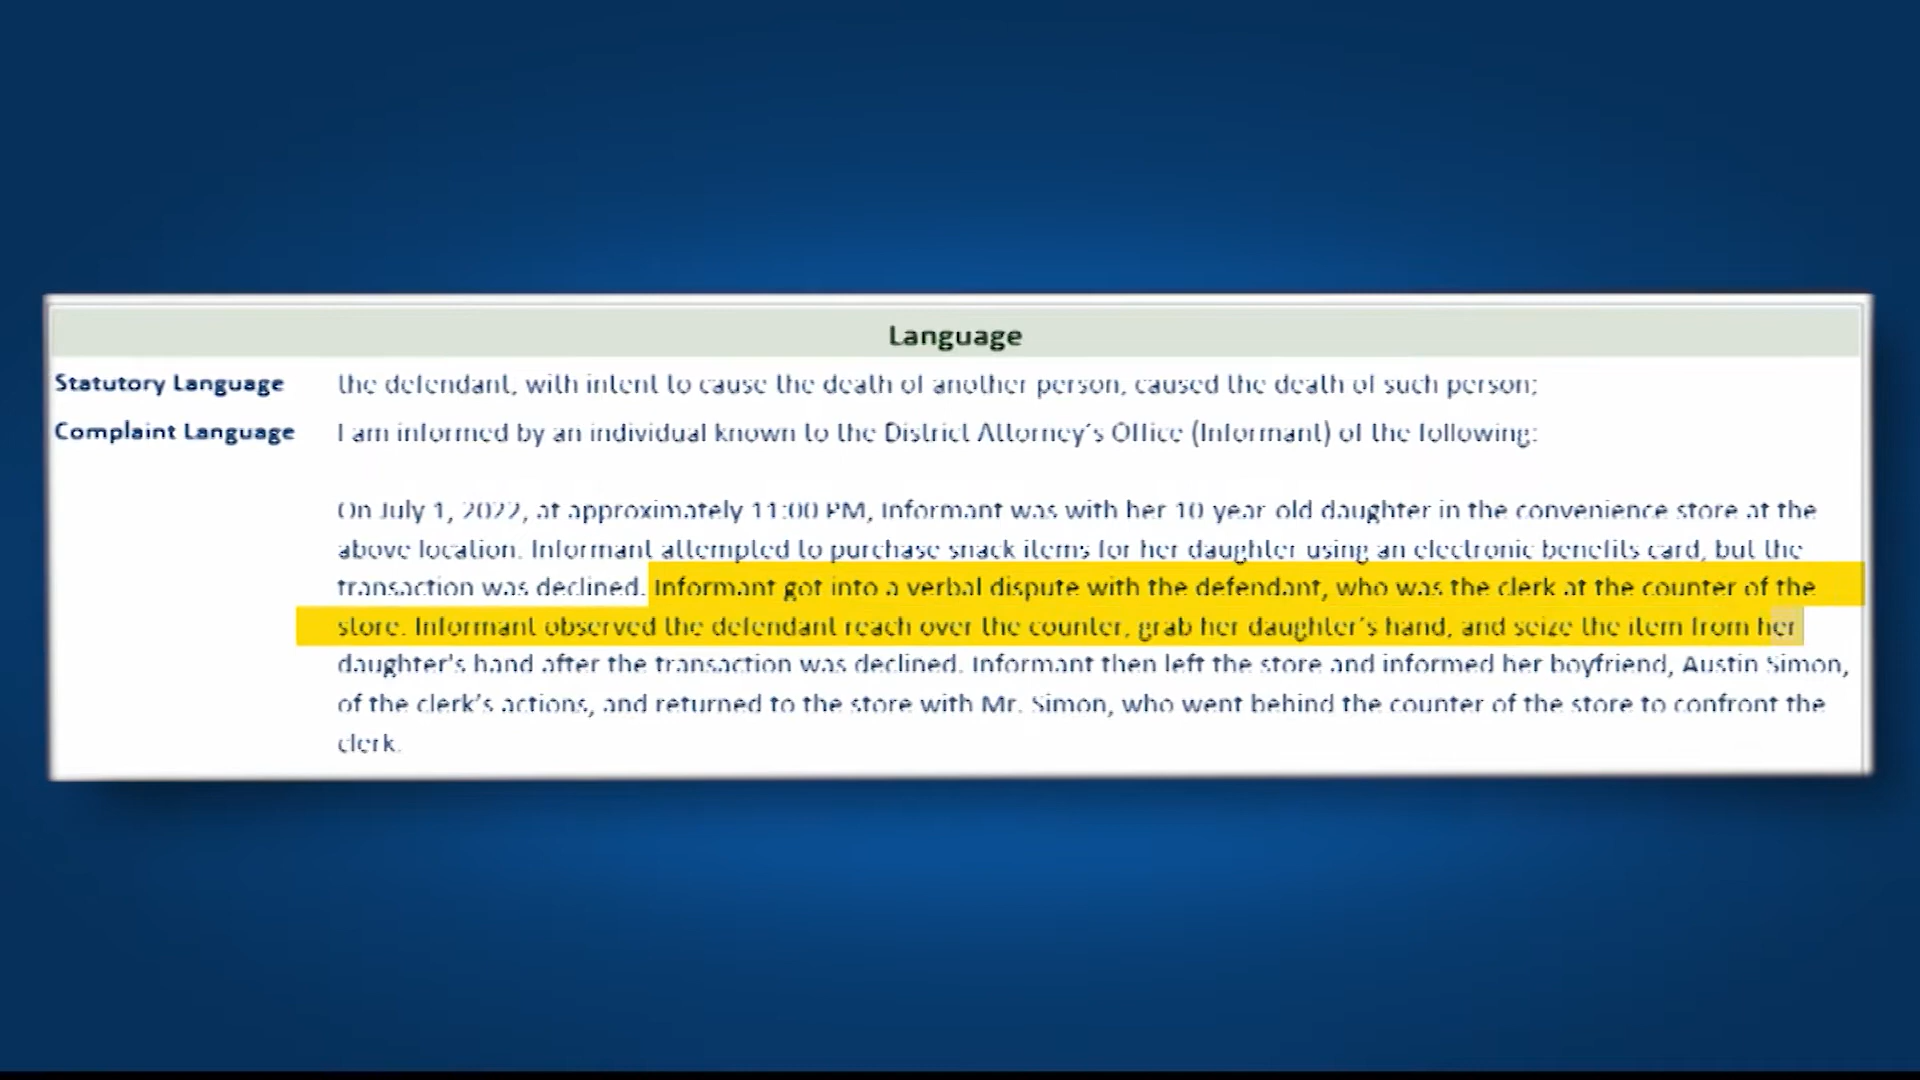 Language
Statutory Language the defendant, with intent to cause the death of another person, caused the death of such person;
Complaint Language I am informed by an individual known to the District Attorney's Office (Informant) of the following:
On July 1, 2022, at approximately 11:00 PM, Informant was with her 10 year old daughter in the convenience store at the
above location. Informant attempted to purchase snack items for her daughter using an electronic benefits card, but the
transaction was declined. Informant got into a verbal dispute with the defendant, who was the clerk at the counter of the
store. Informant observed the defendant reach over the counter, grab her daughter's hand, and seize the item from her
daughter's hand after the transaction was declined. Informant then left the store and informed her boyfriend, Austin Simon,
of the clerk's actions, and returned to the store with Mr. Simon, who went behind the counter of the store to confront the
clerk.